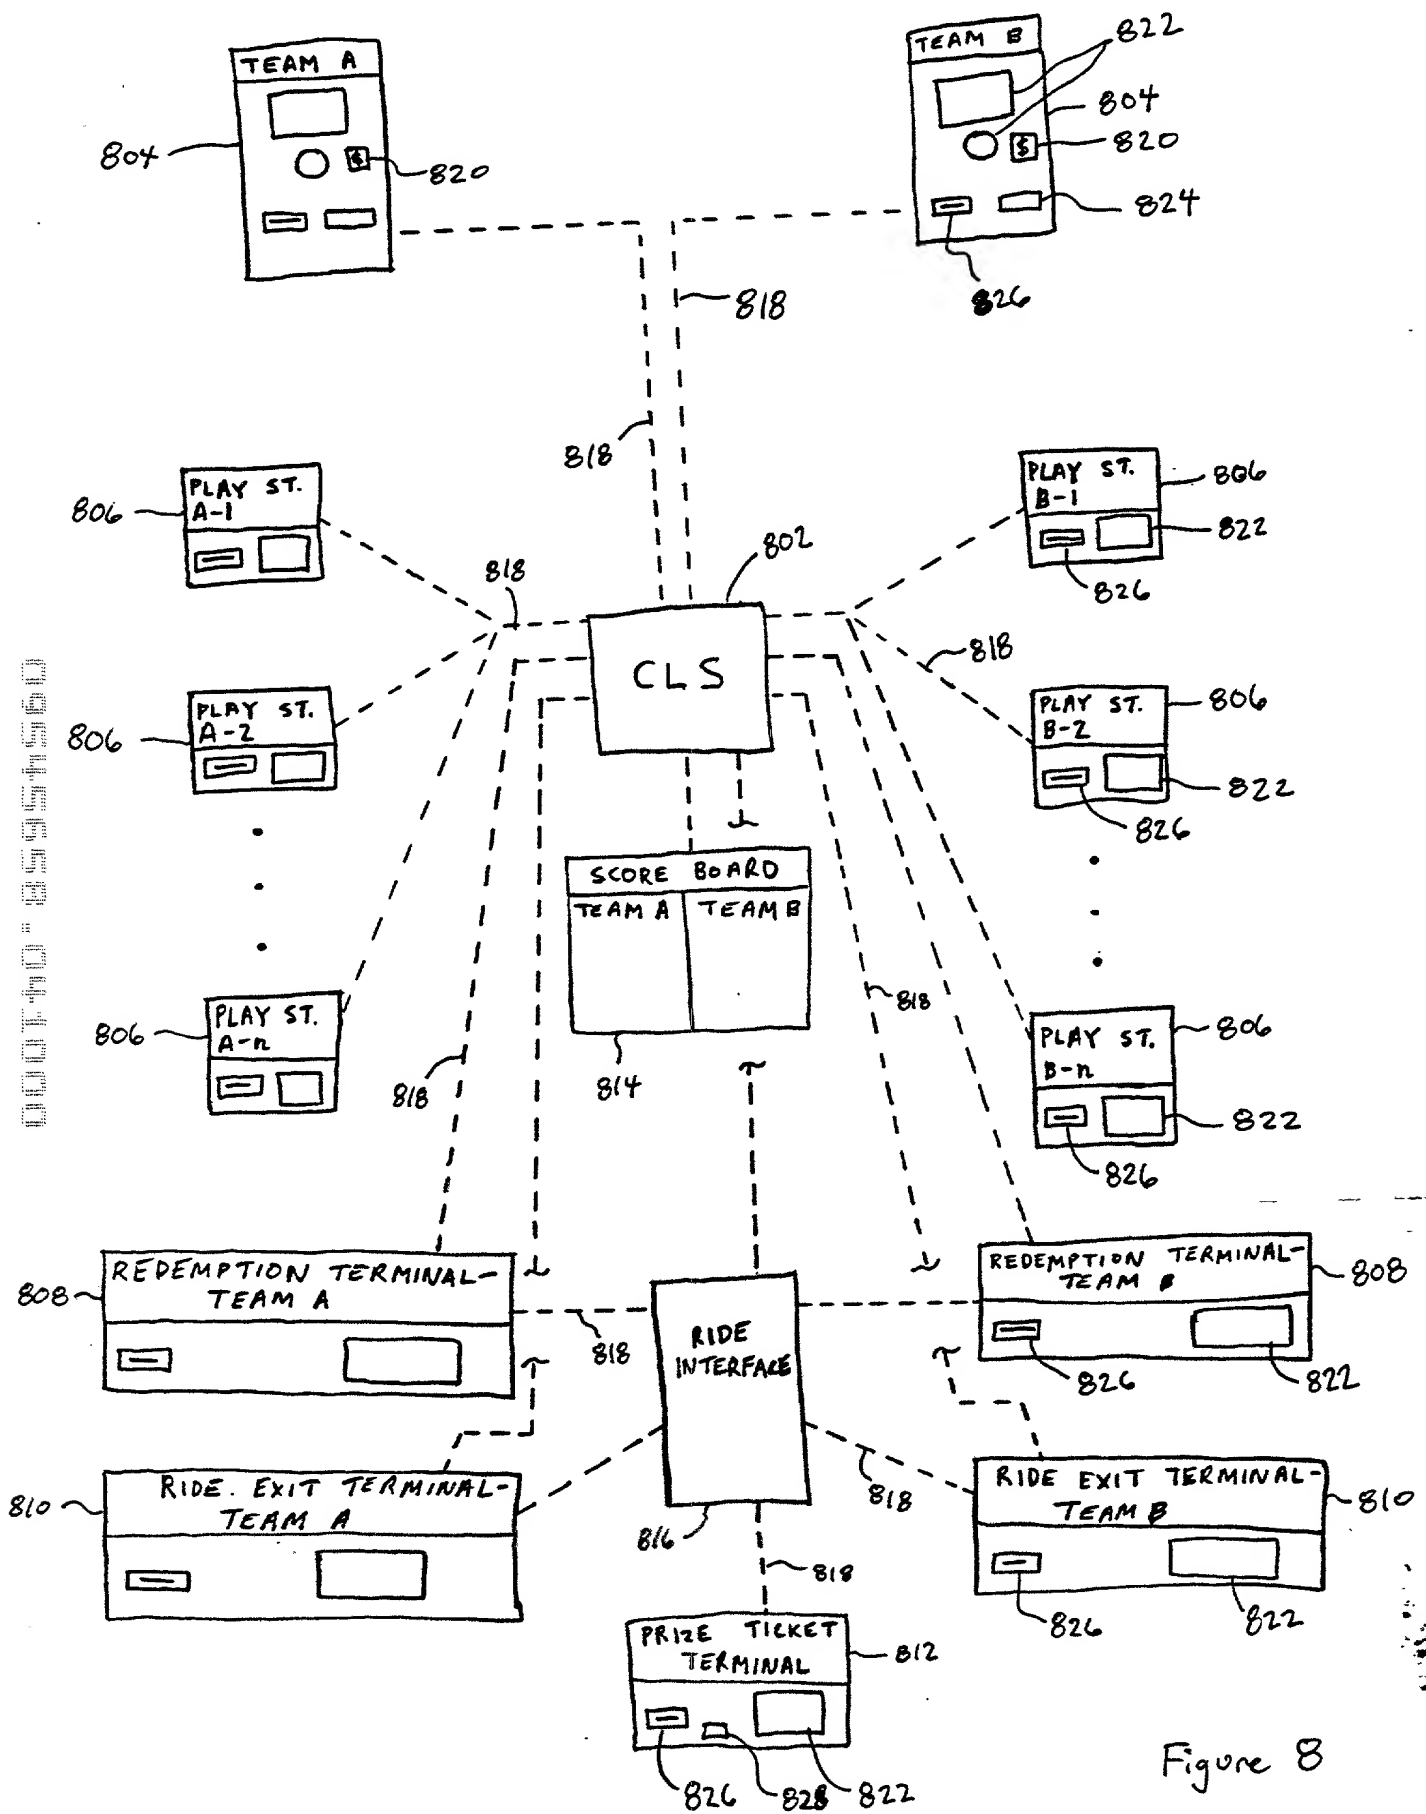 TEAM A
TEAM B
822
804
804
820
820
$
$
824
826
818
818
PLAY ST.
A-1
806
PLAY ST.
B-1
806
822
826
802
818
CLS
818
PLAY ST.
A-2
806
PLAY ST.
B-2
806
822
826
SCORE BOARD
TEAM A
TEAM B
814
818
818
PLAY ST.
A-n
806
PLAY ST.
B-n
806
822
826
REDEMPTION TERMINAL-
TEAM A
808
818
RIDE
INTERFACE
816
REDEMPTION TERMINAL-
TEAM B
808
826
822
RIDE. EXIT TERMINAL-
TEAM A
810
818
RIDE EXIT TERMINAL-
TEAM B
810
826
822
818
PRIZE TICKET
TERMINAL
812
826
828
822
Figure 8